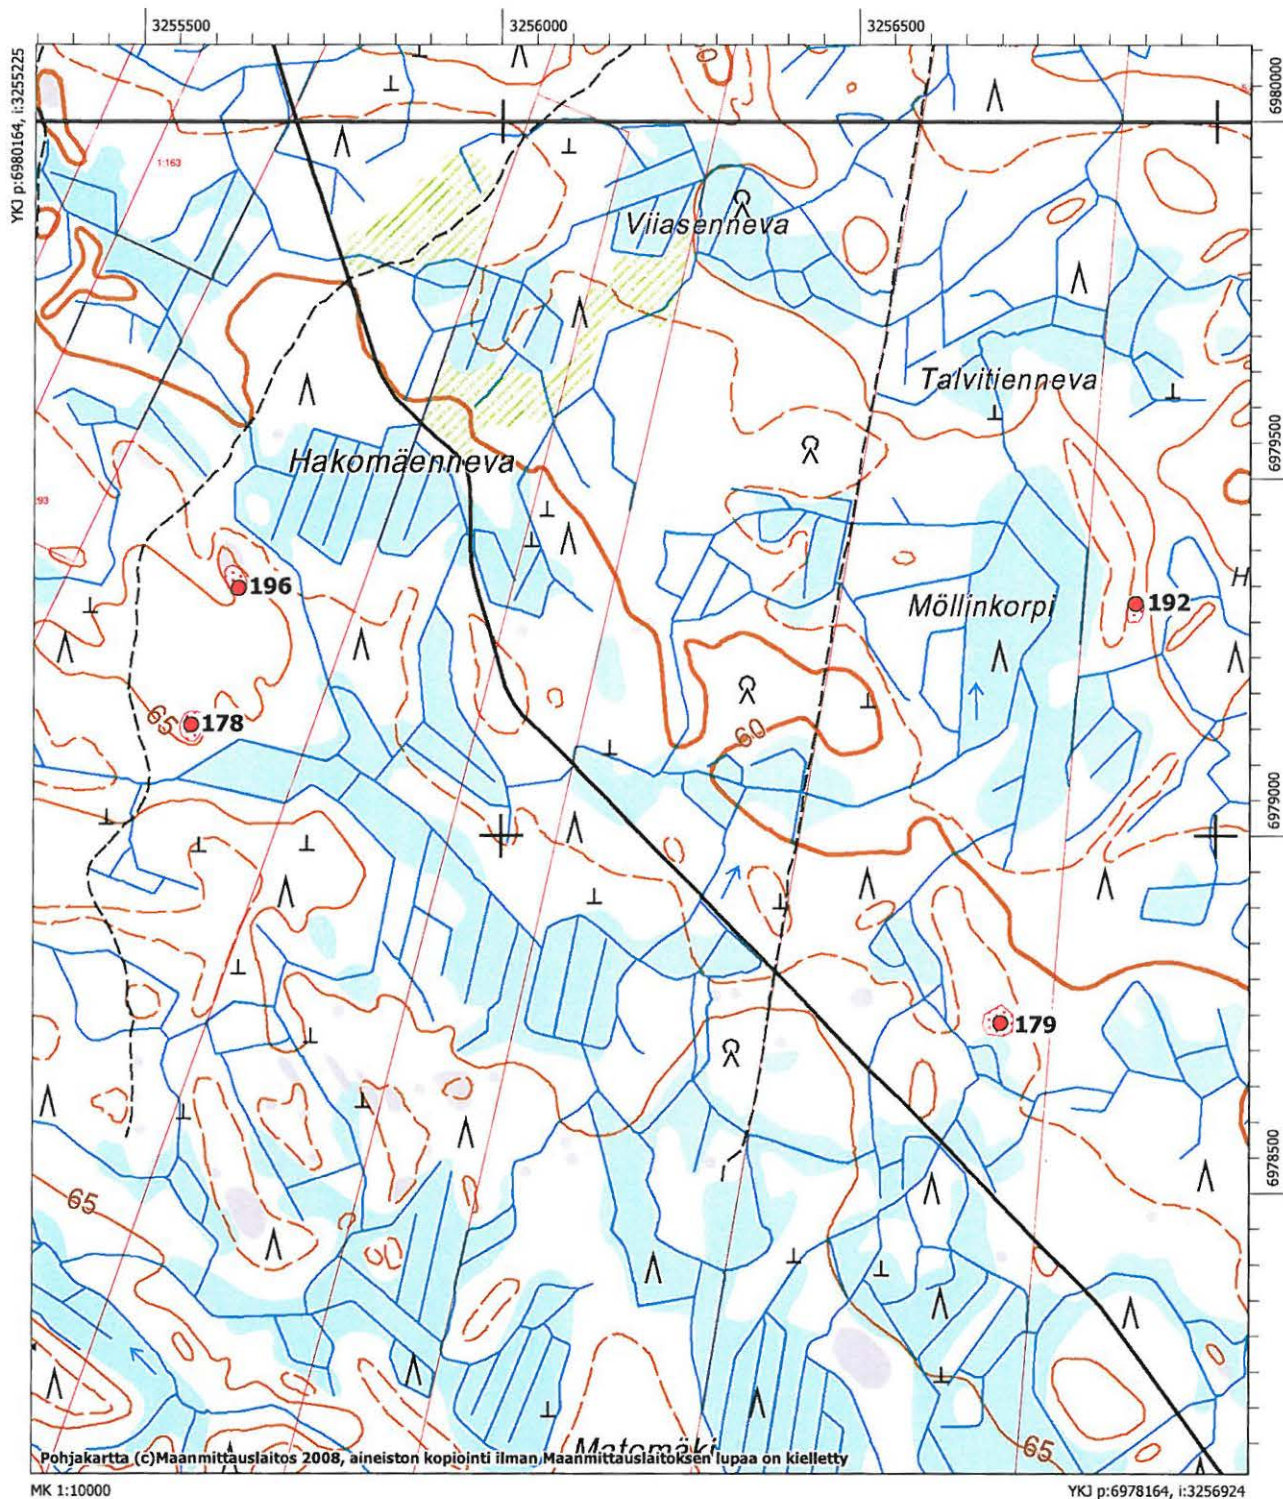 3255500
3256000
3256500
YKJ p:6980164, i:3255225
6980000
1:163
Viiasenneva
Talvitienneva
Hakomäenneva
6979500
:93
196
H
Möllinkorpi
192
65
178
60
6979000
179
6978500
65
Matomäki
65
Pohjakartta (c)Maanmittauslaitos 2008, aineiston kopiointi ilman Maanmittauslaitoksen lupaa on kielletty
MK 1:10000
YKJ p:6978164, i:3256924